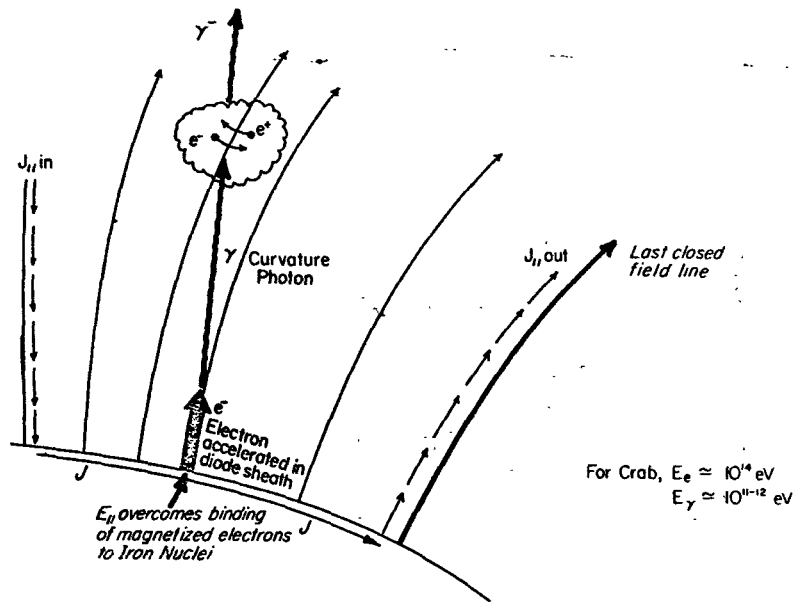 γ⁻
e⁻ e⁺
J∥ in
γ Curvature
Photon
J∥ out
Last closed
field line
e⁻
Electron
accelerated in
diode sheath
J
J
E∥ overcomes binding
of magnetized electrons
to Iron Nuclei
For Crab, Eₑ ≃ 10¹⁴ eV
Eᵧ ≃ 10¹¹⁻¹² eV